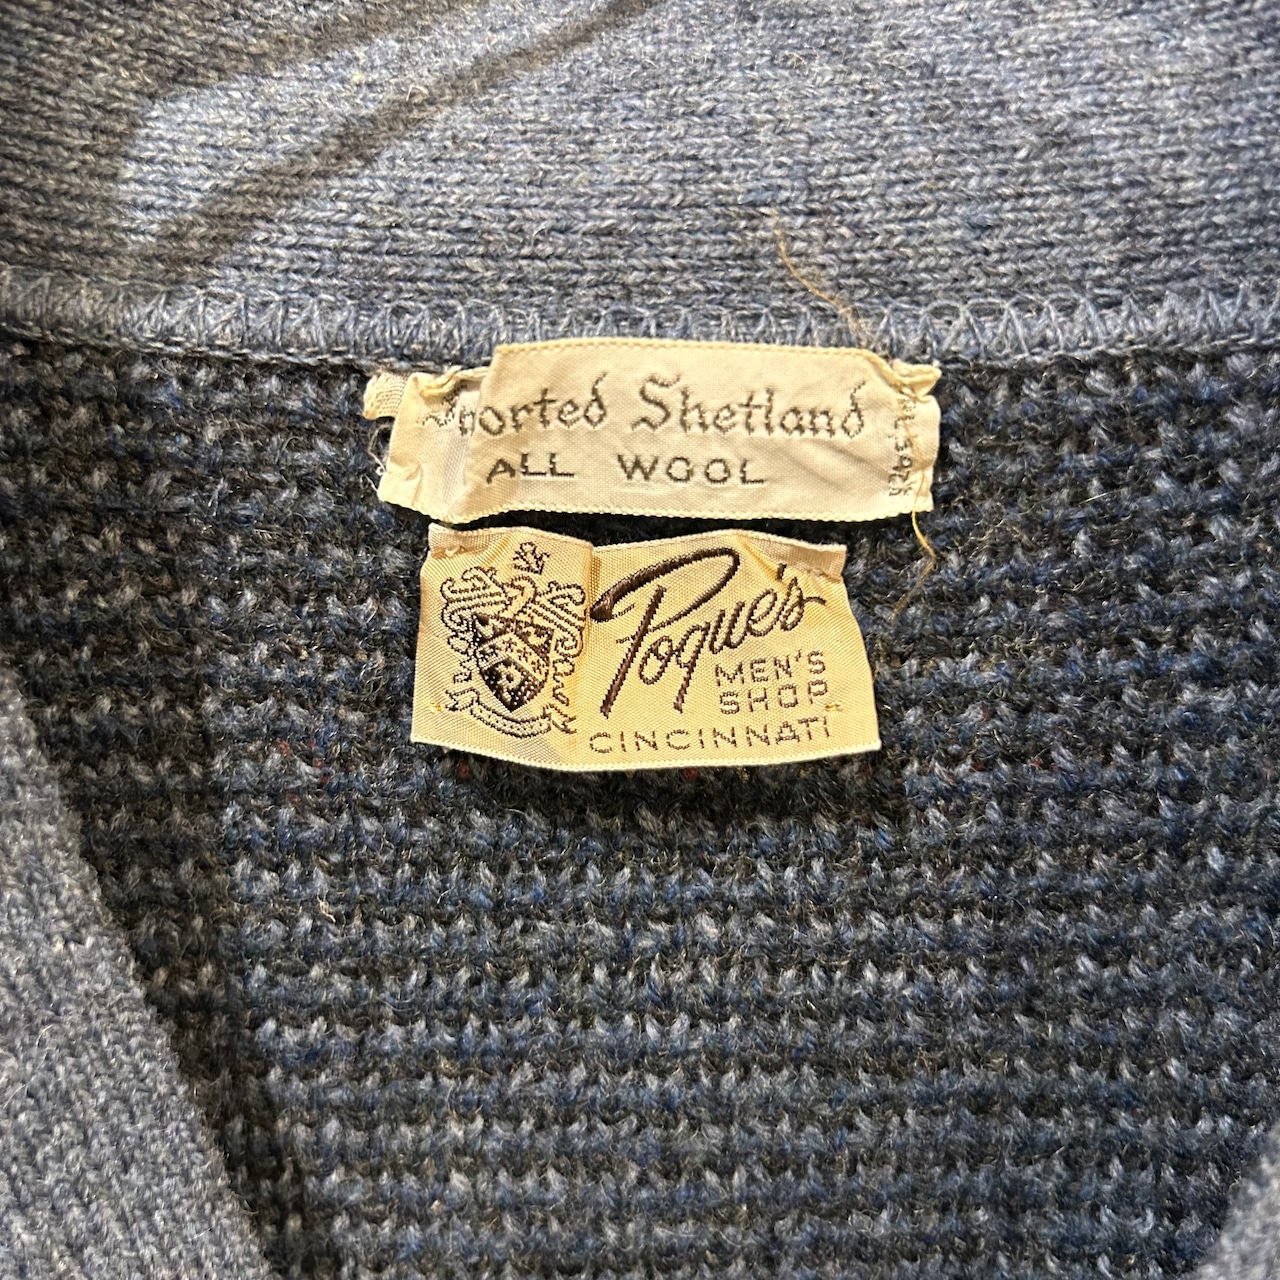 ported Shetland
ALL WOOL
Pogue's
MEN'S
SHOP
CINCINNATI